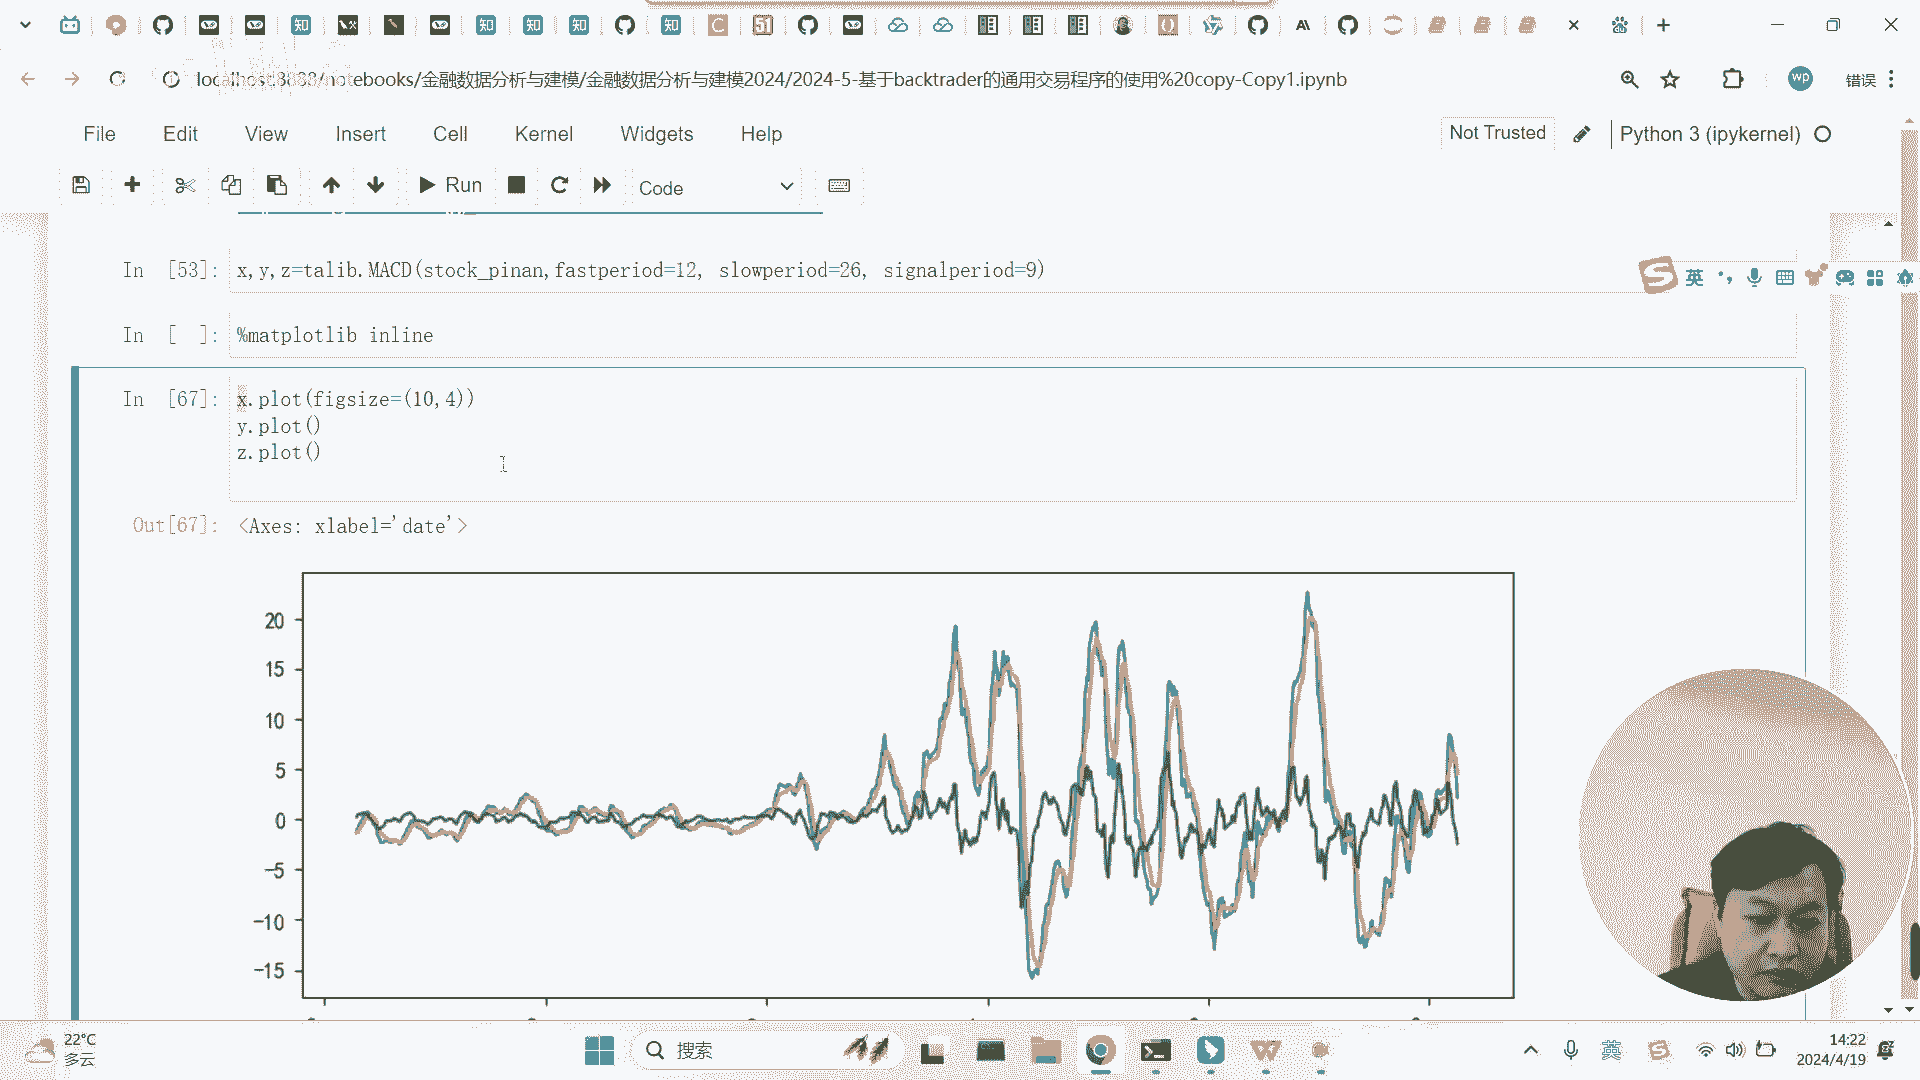 localhost:8888/notebooks/金融数据分析与建模/金融数据分析与建模2024/2024-5-基于backtrader的通用交易程序的使用%20copy-Copy1.ipynb
wp
错误
File Edit View Insert Cell Kernel Widgets Help
Not Trusted
Python 3 (ipykernel)
Run
Code
In [53]: x,y,z=talib.MACD(stock_pinan,fastperiod=12, slowperiod=26, signalperiod=9)
英
In [ ]: %matplotlib inline
In [67]: x.plot(figsize=(10,4))
y.plot()
z.plot()
Out[67]: <Axes: xlabel='date'>
20
15
10
5
0
−5
−10
−15
22°C
多云
搜索
英
14:22
2024/4/19